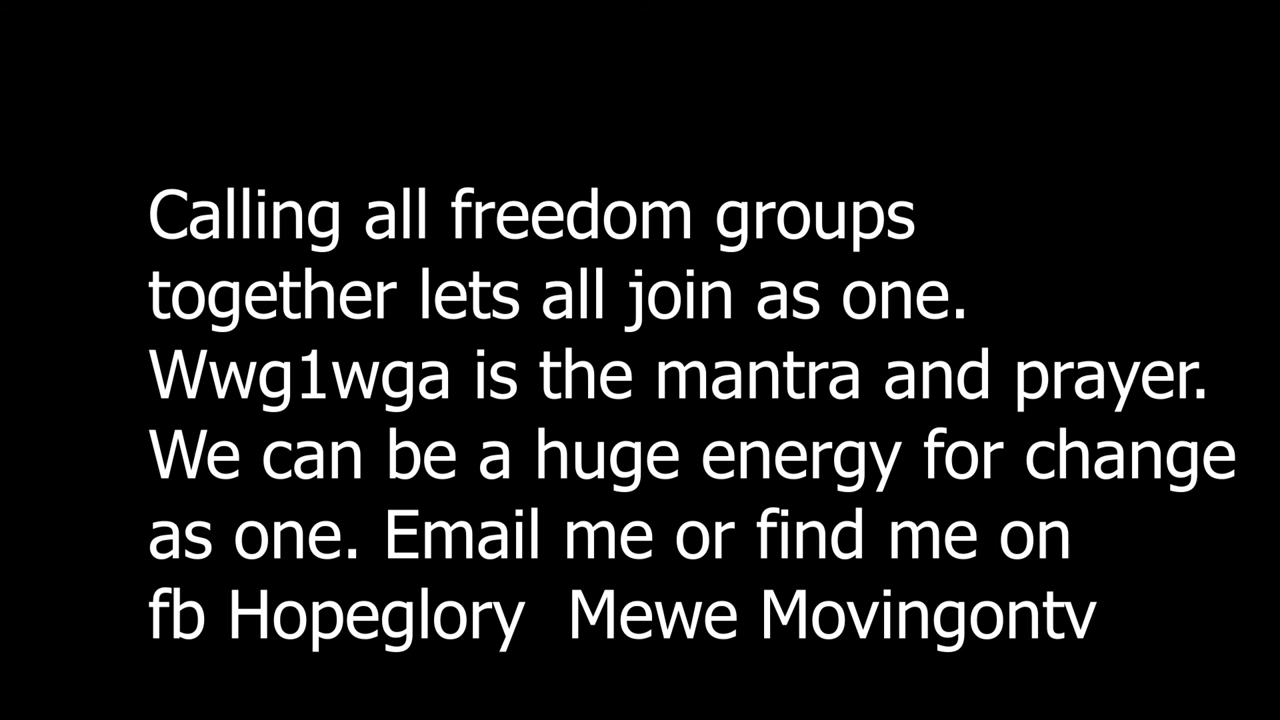 Calling all freedom groups
together lets all join as one.
Wwg1wga is the mantra and prayer.
We can be a huge energy for change
as one. Email me or find me on
fb Hopeglory  Mewe Movingontv